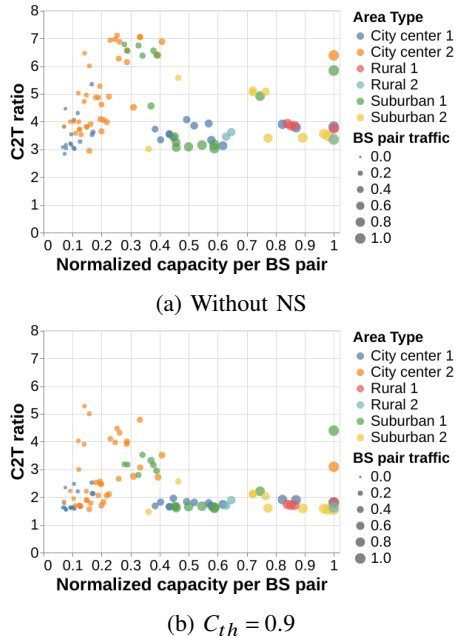 8
7
6
5
4
3
2
1
0
C2T ratio
0 0.1 0.2 0.3 0.4 0.5 0.6 0.7 0.8 0.9 1
Normalized capacity per BS pair
Area Type
City center 1
City center 2
Rural 1
Rural 2
Suburban 1
Suburban 2
BS pair traffic
0.0
0.2
0.4
0.6
0.8
1.0
(a) Without NS
8
7
6
5
4
3
2
1
0
C2T ratio
0 0.1 0.2 0.3 0.4 0.5 0.6 0.7 0.8 0.9 1
Normalized capacity per BS pair
Area Type
City center 1
City center 2
Rural 1
Rural 2
Suburban 1
Suburban 2
BS pair traffic
0.0
0.2
0.4
0.6
0.8
1.0
(b) C_{th} = 0.9